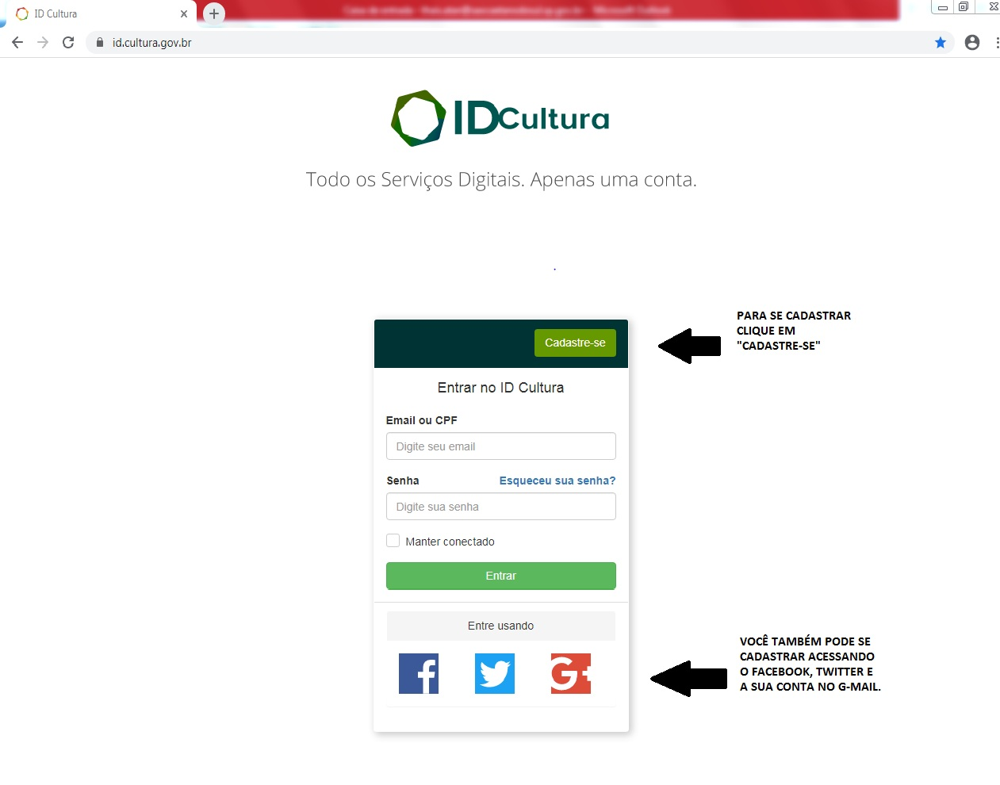 ID Cultura
id.cultura.gov.br
IDCultura
Todo os Serviços Digitais. Apenas uma conta.
PARA SE CADASTRAR
CLIQUE EM
"CADASTRE-SE"
Cadastre-se
Entrar no ID Cultura
Email ou CPF
Digite seu email
Senha Esqueceu sua senha?
Digite sua senha
Manter conectado
Entrar
Entre usando
VOCÊ TAMBÉM PODE SE
CADASTRAR ACESSANDO
O FACEBOOK, TWITTER E
A SUA CONTA NO G-MAIL.